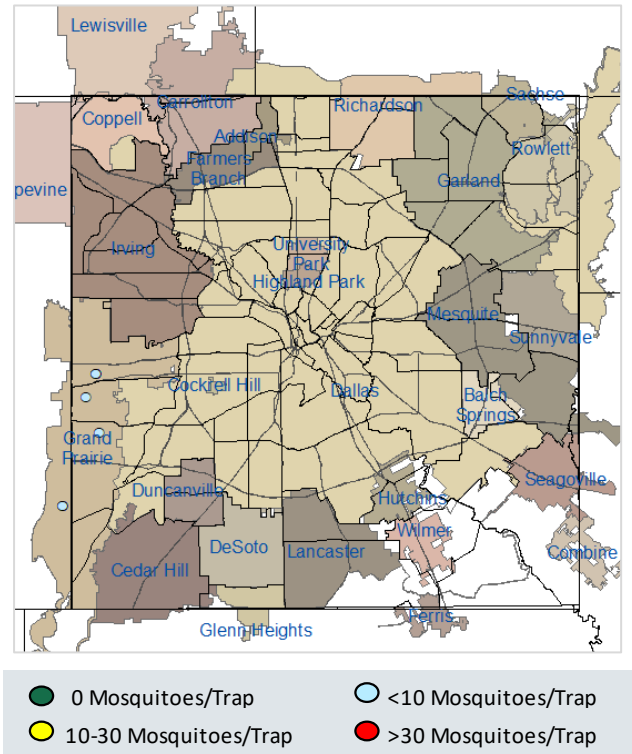 Lewisville
Sachse
Carrollton
Richardson
Coppell
Addison
Rowlett
Farmers
Branch
Garland
pevine
Irving
University
Park
Highland Park
Mesquite
Sunnyvale
Cockrell Hill
Dallas
Balch
Springs
Grand
Prairie
Seagoville
Duncanville
Hutchins
Wilmer
DeSoto
Lancaster
Combine
Cedar Hill
Ferris
Glenn Heights
0 Mosquitoes/Trap
<10 Mosquitoes/Trap
10-30 Mosquitoes/Trap
>30 Mosquitoes/Trap